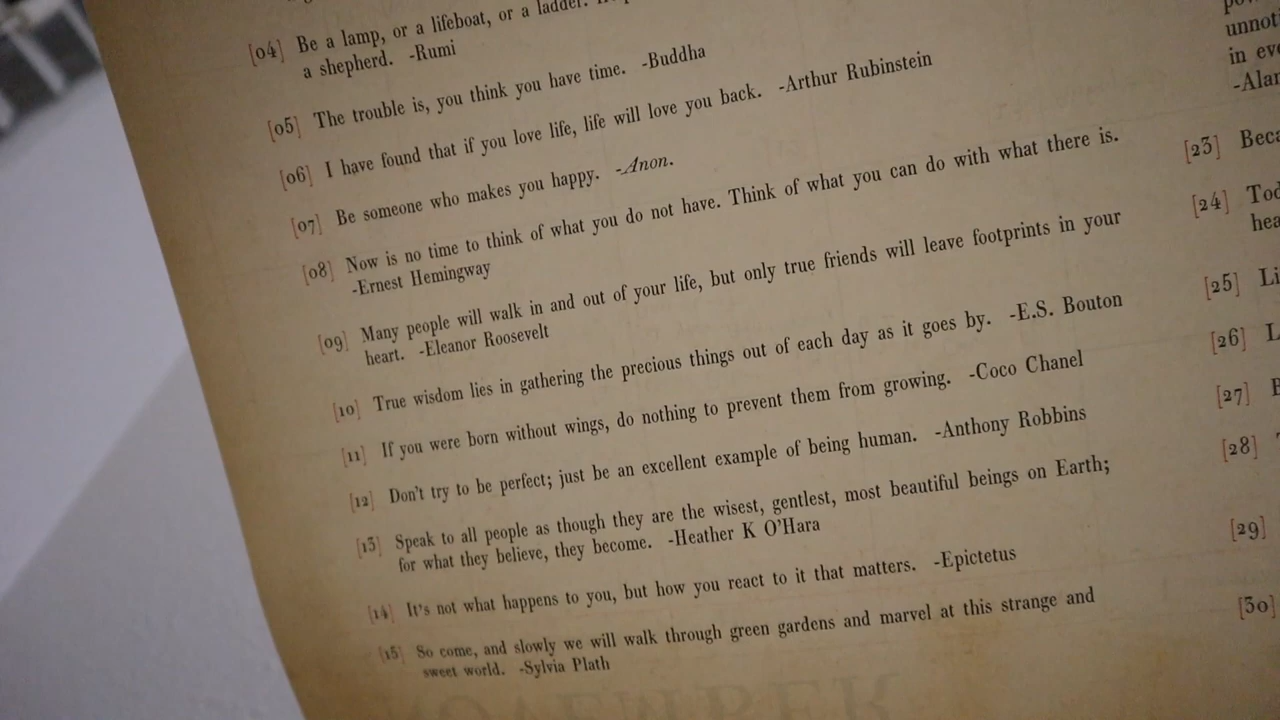 [04] Be a lamp, or a lifeboat, or a ladder.
a shepherd. -Rumi
[05] The trouble is, you think you have time. -Buddha
[06] I have found that if you love life, life will love you back. -Arthur Rubinstein
[07] Be someone who makes you happy. -Anon.
[08] Now is no time to think of what you do not have. Think of what you can do with what there is.
-Ernest Hemingway
[09] Many people will walk in and out of your life, but only true friends will leave footprints in your
heart. -Eleanor Roosevelt
[10] True wisdom lies in gathering the precious things out of each day as it goes by. -E.S. Bouton
[11] If you were born without wings, do nothing to prevent them from growing. -Coco Chanel
[12] Don't try to be perfect; just be an excellent example of being human. -Anthony Robbins
[13] Speak to all people as though they are the wisest, gentlest, most beautiful beings on Earth;
for what they believe, they become. -Heather K O'Hara
[14] It's not what happens to you, but how you react to it that matters. -Epictetus
[15] So come, and slowly we will walk through green gardens and marvel at this strange and
sweet world. -Sylvia Plath
in
[23]
[24]
[25]
[26]
[27]
[28]
[29]
[30]